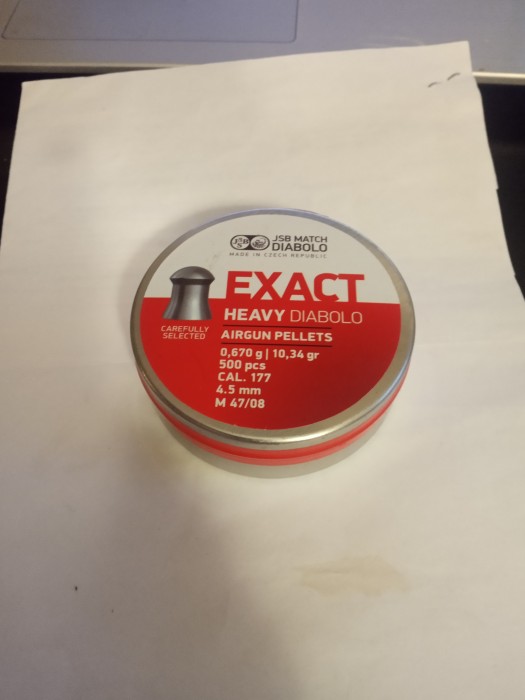 JSB
JSB MATCH
DIABOLO
MADE IN CZECH REPUBLIC
EXACT
HEAVY DIABOLO
CAREFULLY
SELECTED
AIRGUN PELLETS
0,670 g | 10,34 gr
500 pcs
CAL. 177
4.5 mm
M 47/08